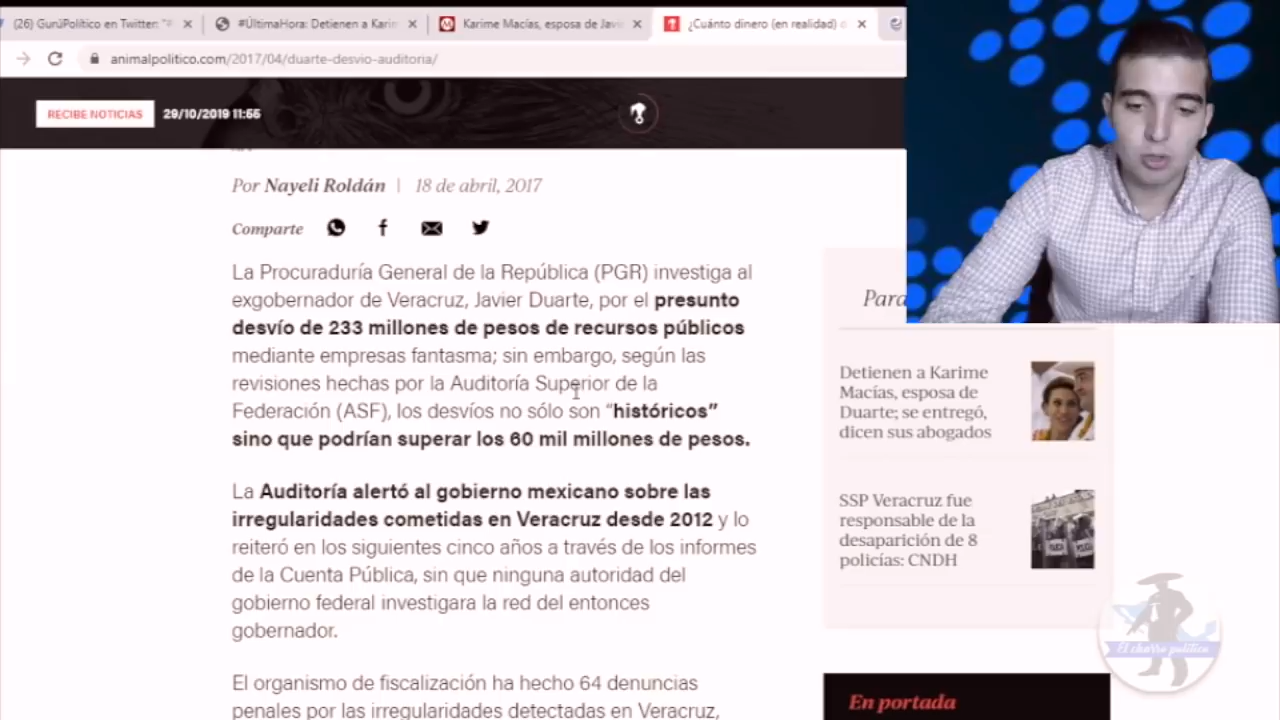 (26) GurúPolítico en Twitter: "#
#ÚltimaHora: Detienen a Karim
Karime Macías, esposa de Javi
¿Cuánto dinero (en realidad) o
animalpolitico.com/2017/04/duarte-desvio-auditoria/
RECIBE NOTICIAS
29/10/2019 11:55
Por Nayeli Roldán | 18 de abril, 2017
Comparte
La Procuraduría General de la República (PGR) investiga al
exgobernador de Veracruz, Javier Duarte, por el presunto
desvío de 233 millones de pesos de recursos públicos
mediante empresas fantasma; sin embargo, según las
revisiones hechas por la Auditoría Superior de la
Federación (ASF), los desvíos no sólo son “históricos”
sino que podrían superar los 60 mil millones de pesos.
La Auditoría alertó al gobierno mexicano sobre las
irregularidades cometidas en Veracruz desde 2012 y lo
reiteró en los siguientes cinco años a través de los informes
de la Cuenta Pública, sin que ninguna autoridad del
gobierno federal investigara la red del entonces
gobernador.
El organismo de fiscalización ha hecho 64 denuncias
penales por las irregularidades detectadas en Veracruz,
Para
Detienen a Karime
Macías, esposa de
Duarte; se entregó,
dicen sus abogados
SSP Veracruz fue
responsable de la
desaparición de 8
policías: CNDH
En portada
El charro político